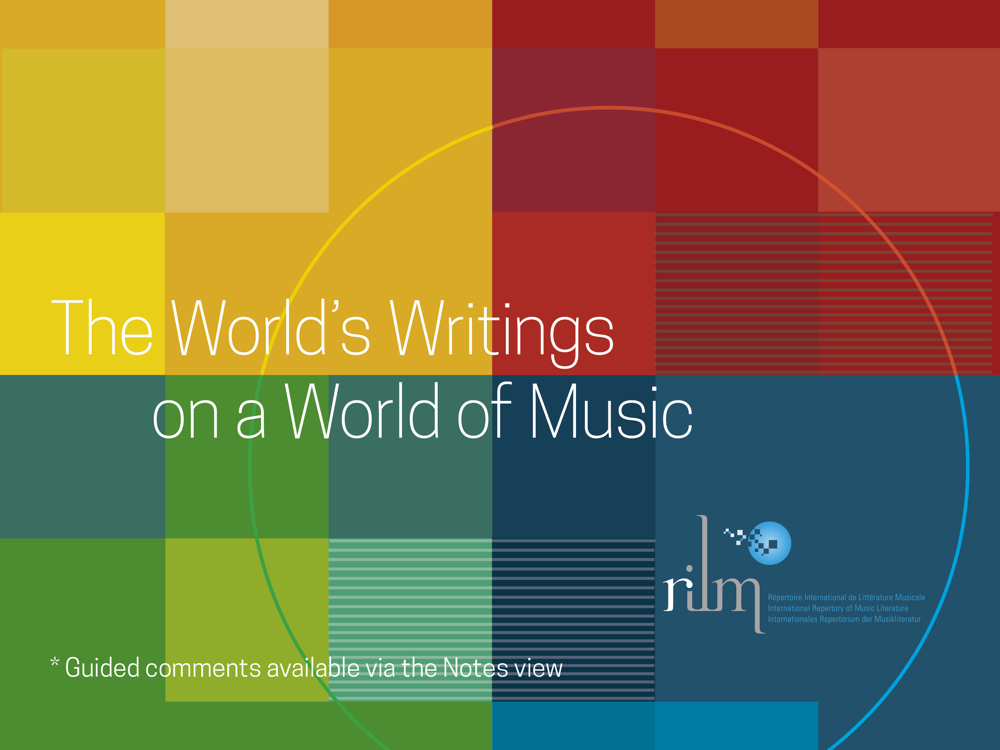 The World’s Writings
on a World of Music
rilm
Répertoire International de Littérature Musicale
International Repertory of Music Literature
Internationales Repertorium der Musikliteratur
* Guided comments available via the Notes view